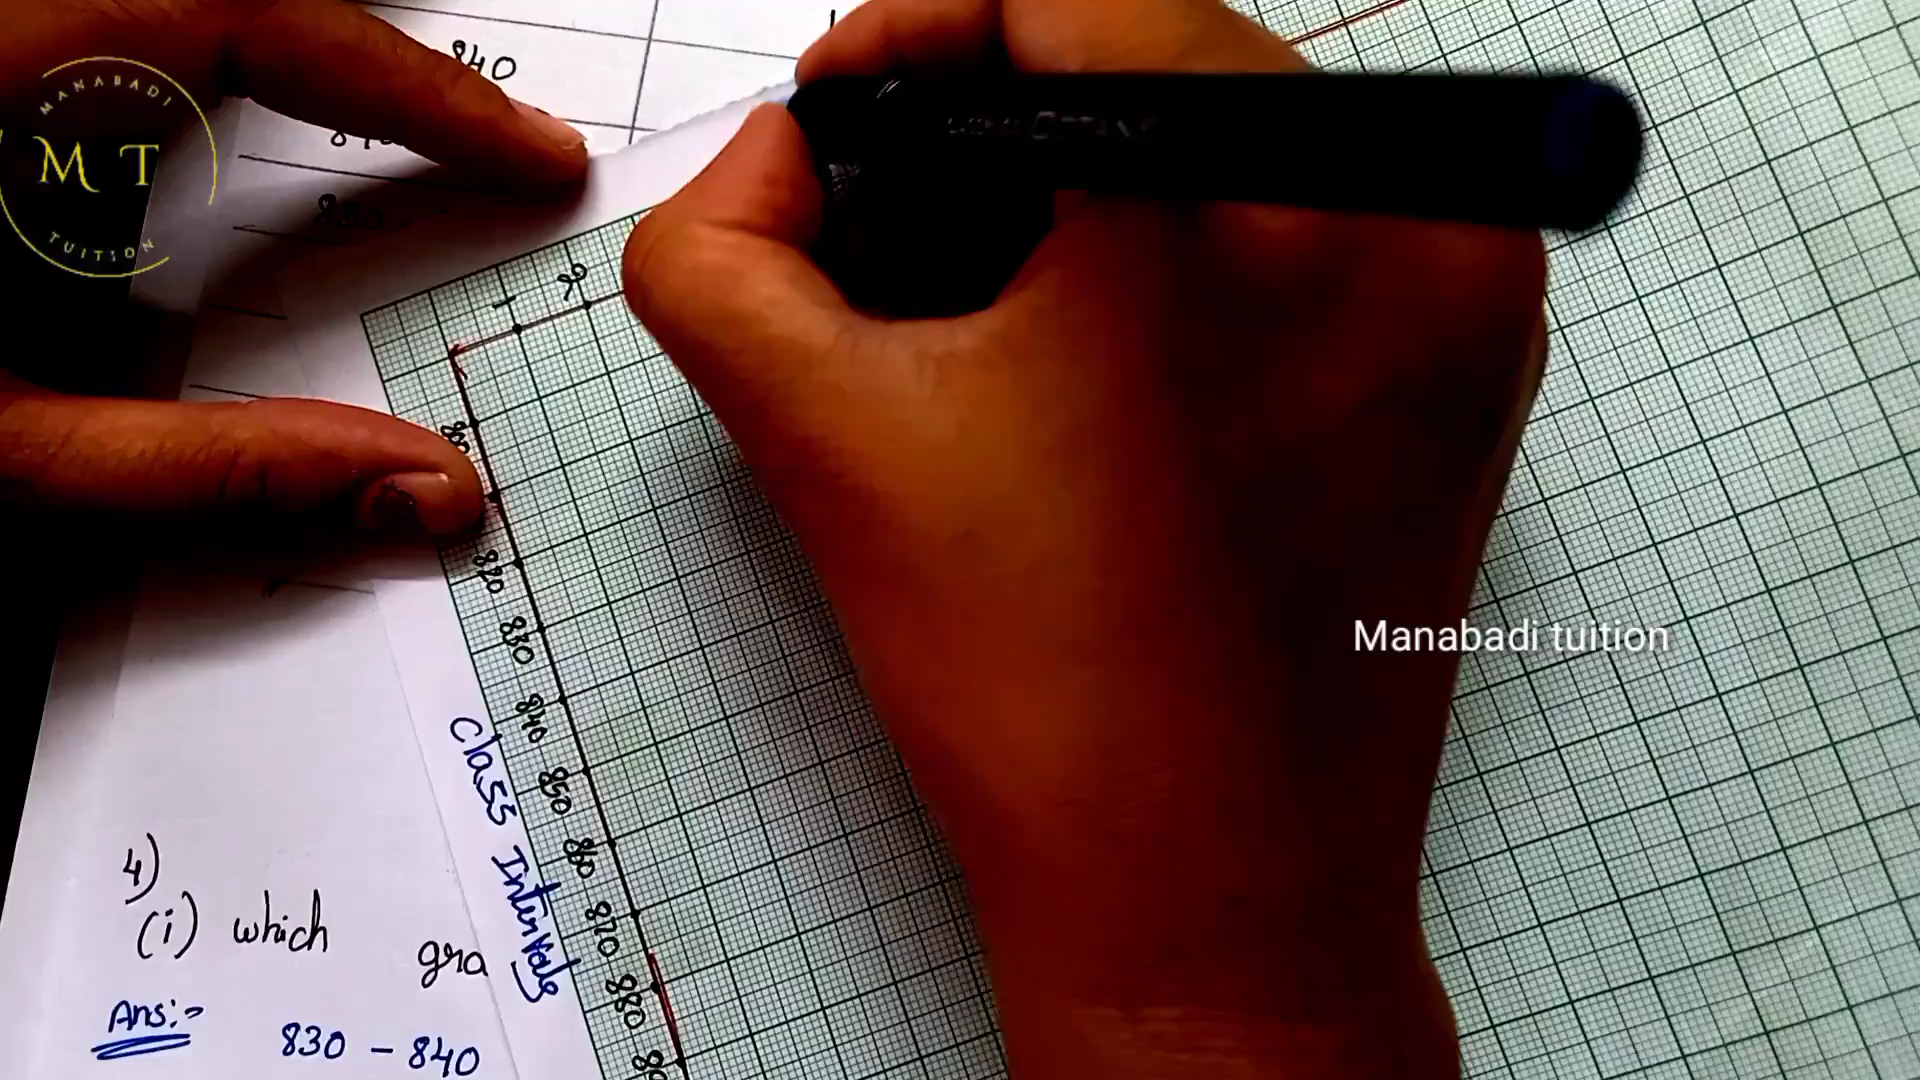 840
MANABADI
M T
TUITION
1
2
800
820
830
840
850
860
870
880
Class Intervals
Manabadi tuition
4)
(i) which gra
Ans:-
830 - 840